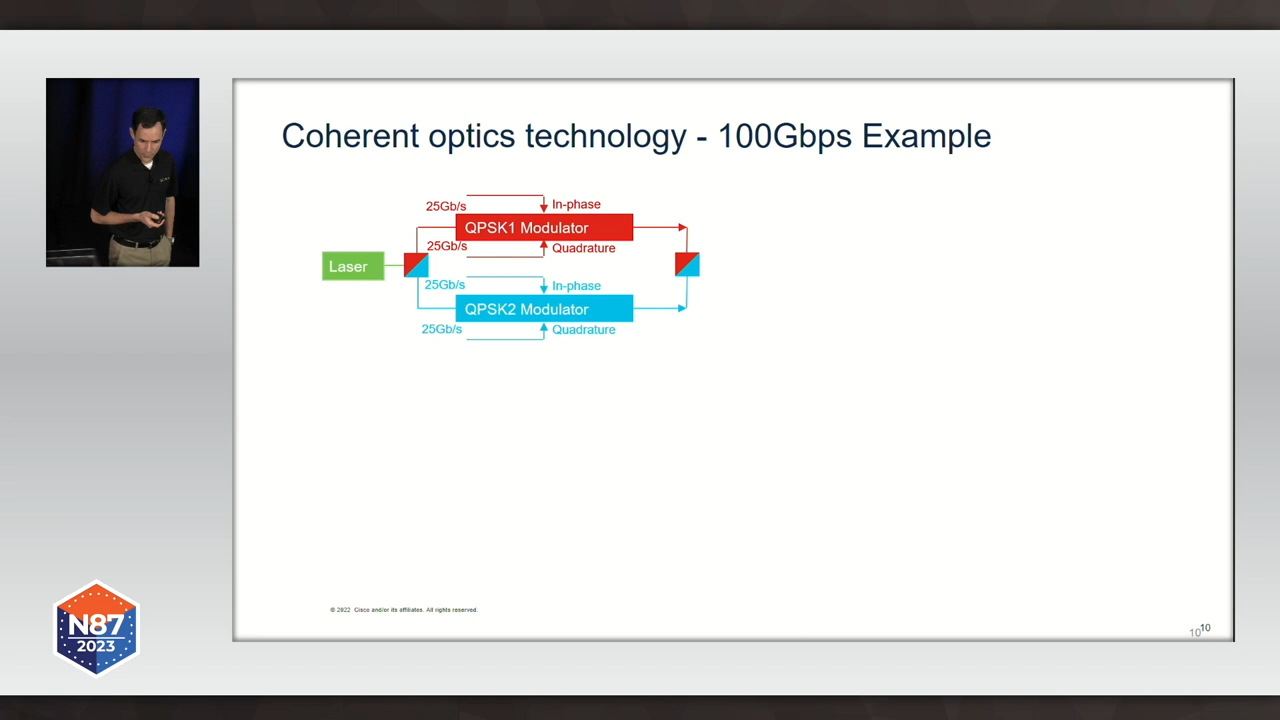 Coherent optics technology - 100Gbps Example
25Gb/s
In-phase
QPSK1 Modulator
25Gb/s
Quadrature
Laser
25Gb/s
In-phase
QPSK2 Modulator
25Gb/s
Quadrature
© 2022 Cisco and/or its affiliates. All rights reserved.
10
10
N87
2023